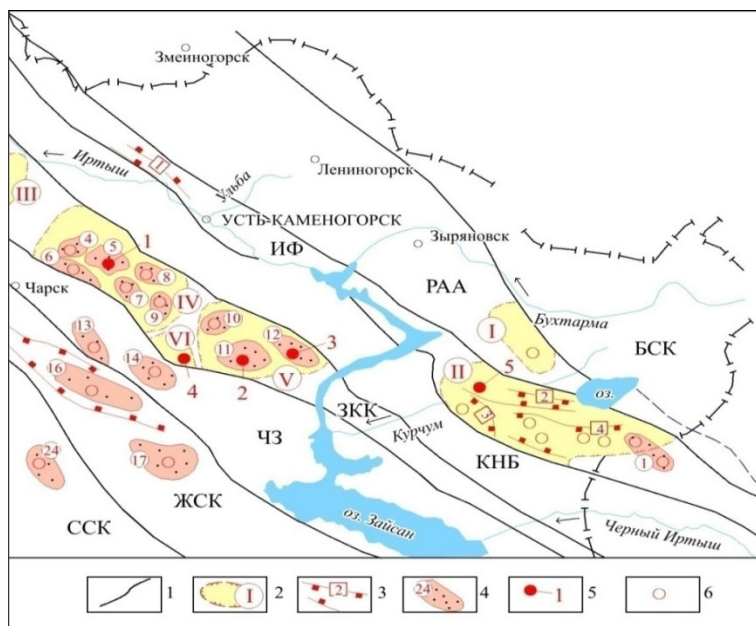 Змеиногорск
1
Иртыш
Ульба
Лениногорск
III
УСТЬ-КАМЕНОГОРСК
ИФ
Зыряновск
4
5
1
6
8
7
9
IV
РАА
Чарск
I
Бухтарма
БСК
10
13
VI
12
3
II
5
14
11
V
2
оз.
16
4
2
ЗКК
3
4
Курчум
24
17
ЧЗ
КНБ
1
ЖСК
ССК
оз. Зайсан
Черный Иртыш
1
I
2
2
3
24
4
1
5
6